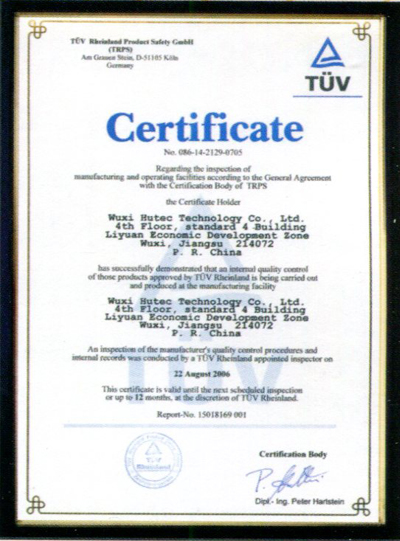 TÜV Rheinland Product Safety GmbH
(TRPS)
Am Grauen Stein, D-51105 Köln
Germany
TÜV
Certificate
No. 086-14-2129-0705
Regarding the inspection of
manufacturing and operating facilities according to the General Agreement
with the Certification Body of TRPS
the Certificate Holder
Wuxi Hutec Technology Co., Ltd.
4th Floor, standard 4 Building
Liyuan Economic Development Zone
Wuxi, Jiangsu 214072
P. R. China
has successfully demonstrated that an internal quality control
of those products approved by TÜV Rheinland is being carried out
and produced at the manufacturing facility
Wuxi Hutec Technology Co., Ltd.
4th Floor, standard 4 Building
Liyuan Economic Development Zone
Wuxi, Jiangsu 214072
P. R. China
An inspection of the manufacturer's quality control procedures and
internal records was conducted by a TÜV Rheinland appointed inspector on
22 August 2006
This certificate is valid until the next scheduled inspection
or up to 12 months, at the discretion of TÜV Rheinland.
Report-No. 15018169 001
TÜV
Rheinland
Certification Body
Dipl.- Ing. Peter Hartstein